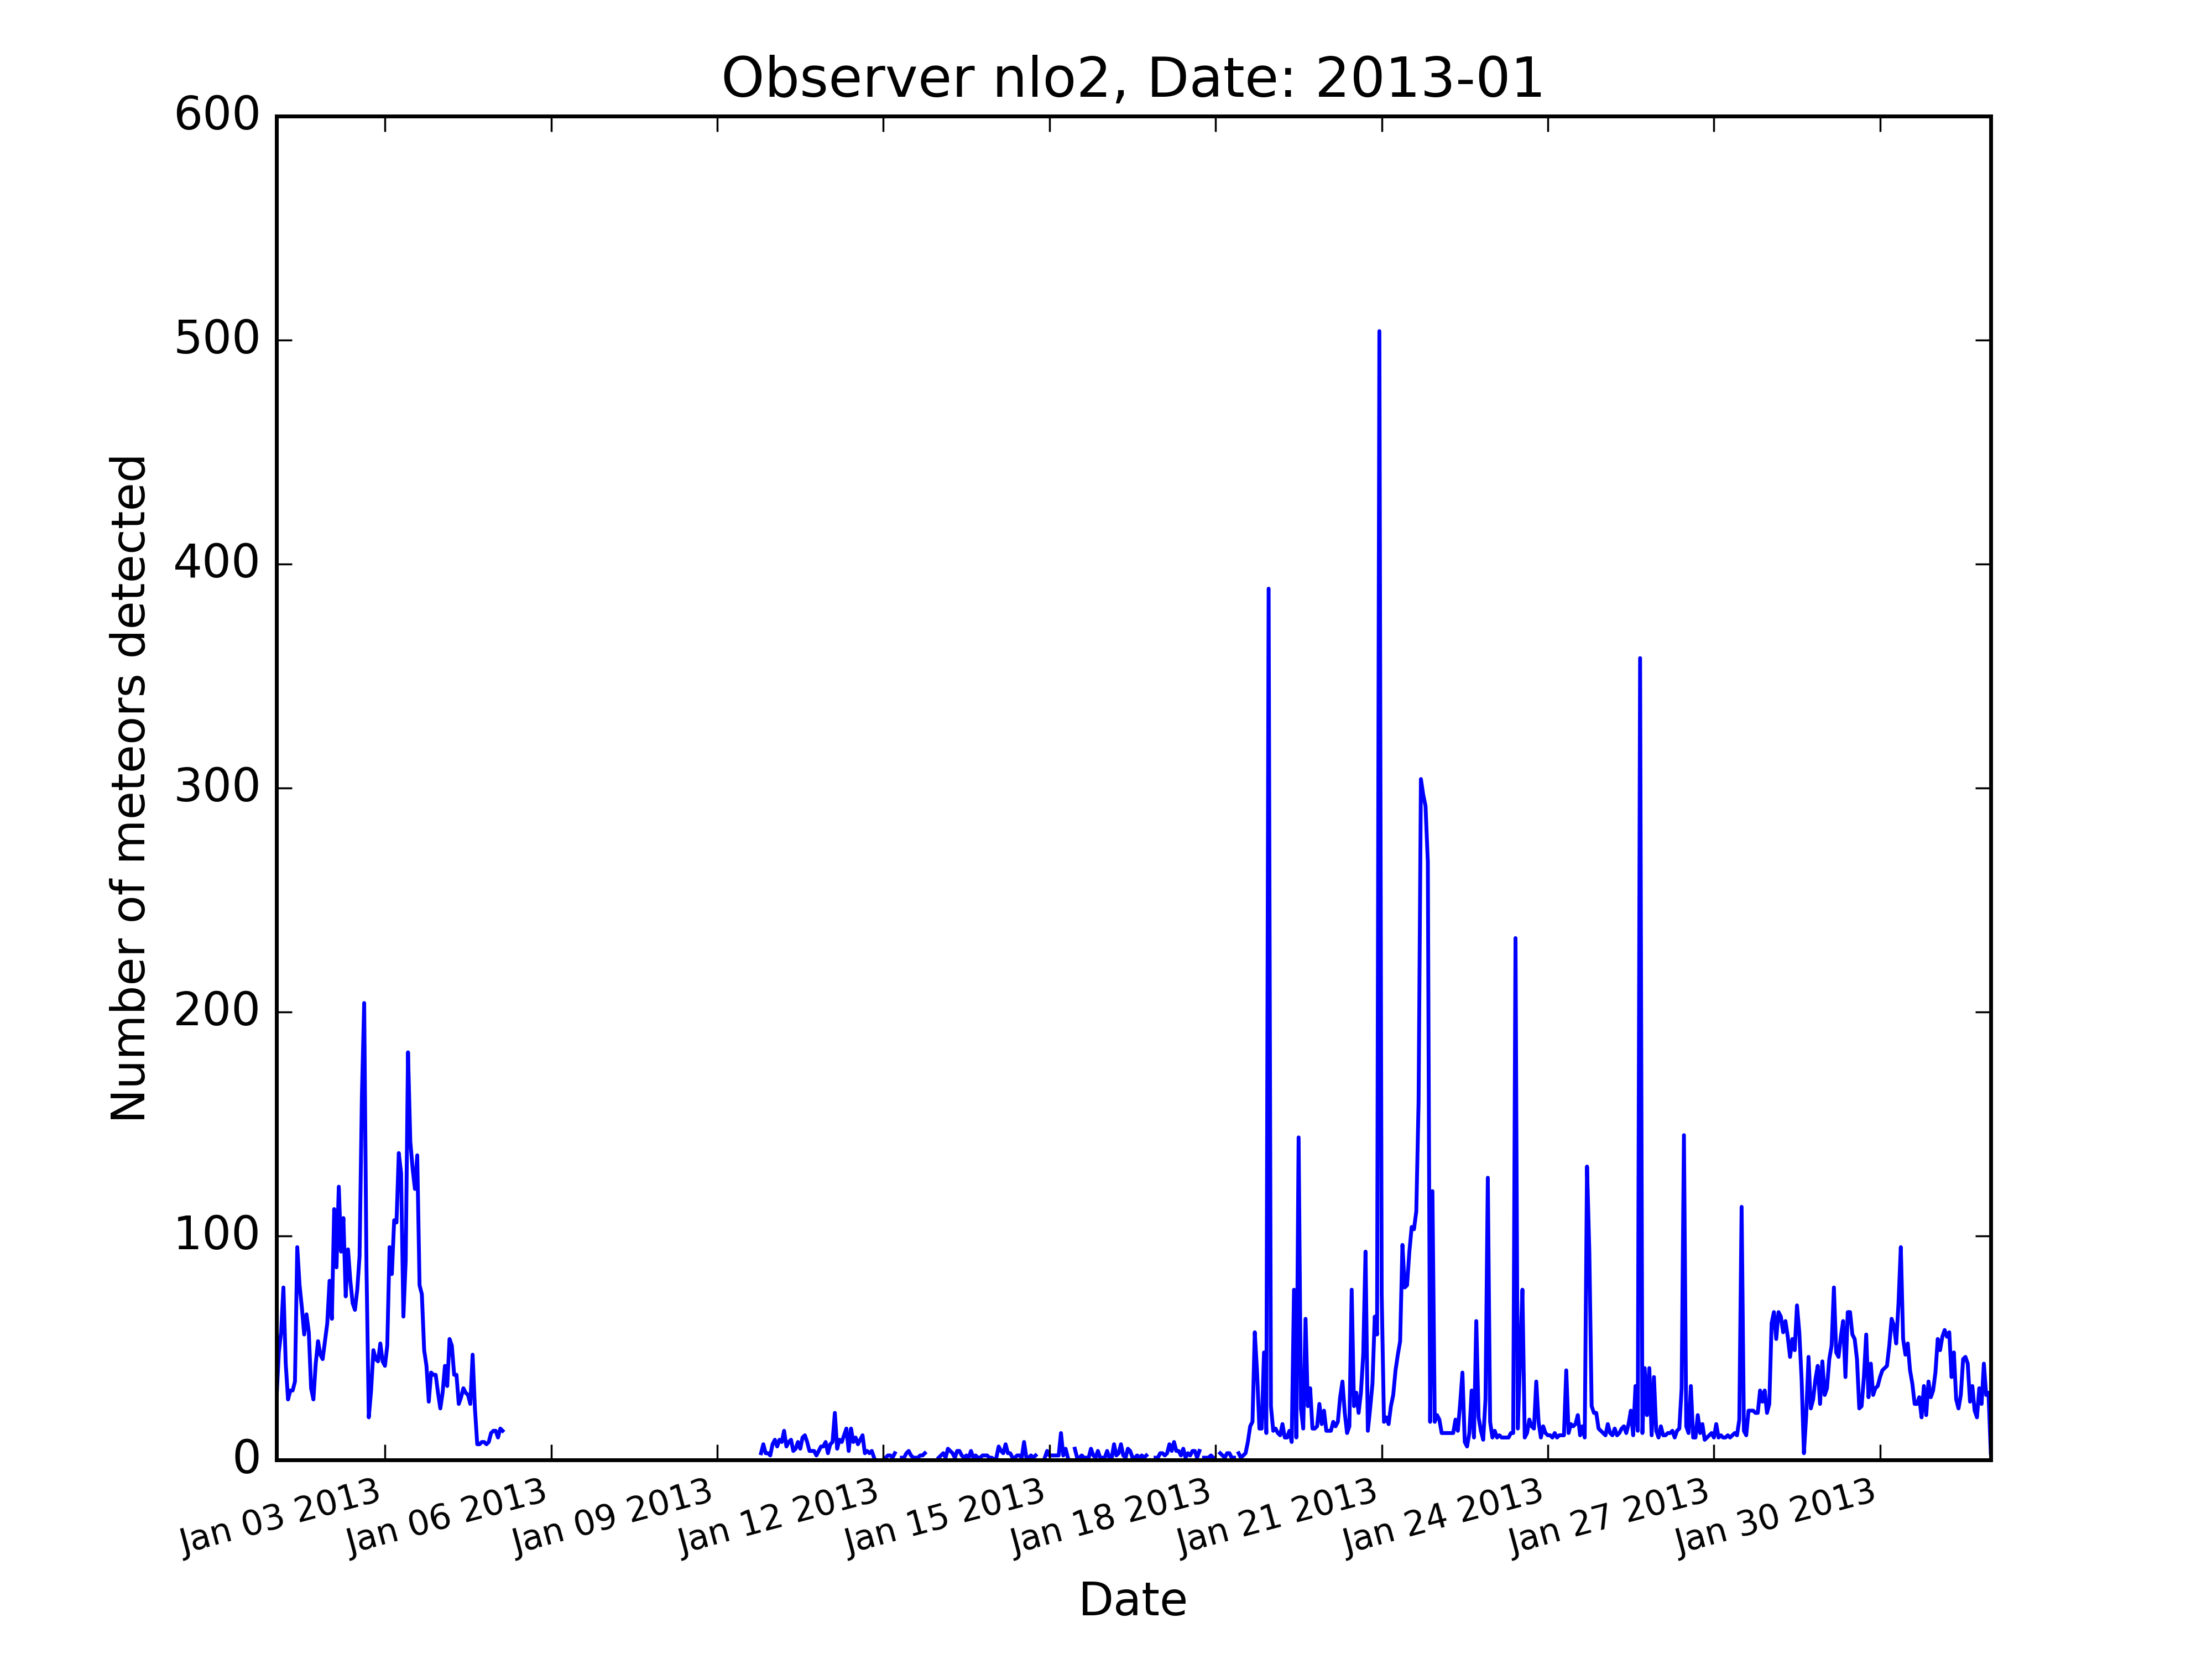 Observer nlo2, Date: 2013-01
600
500
400
300
200
100
0
Number of meteors detected
Jan 03 2013
Jan 06 2013
Jan 09 2013
Jan 12 2013
Jan 15 2013
Jan 18 2013
Jan 21 2013
Jan 24 2013
Jan 27 2013
Jan 30 2013
Date